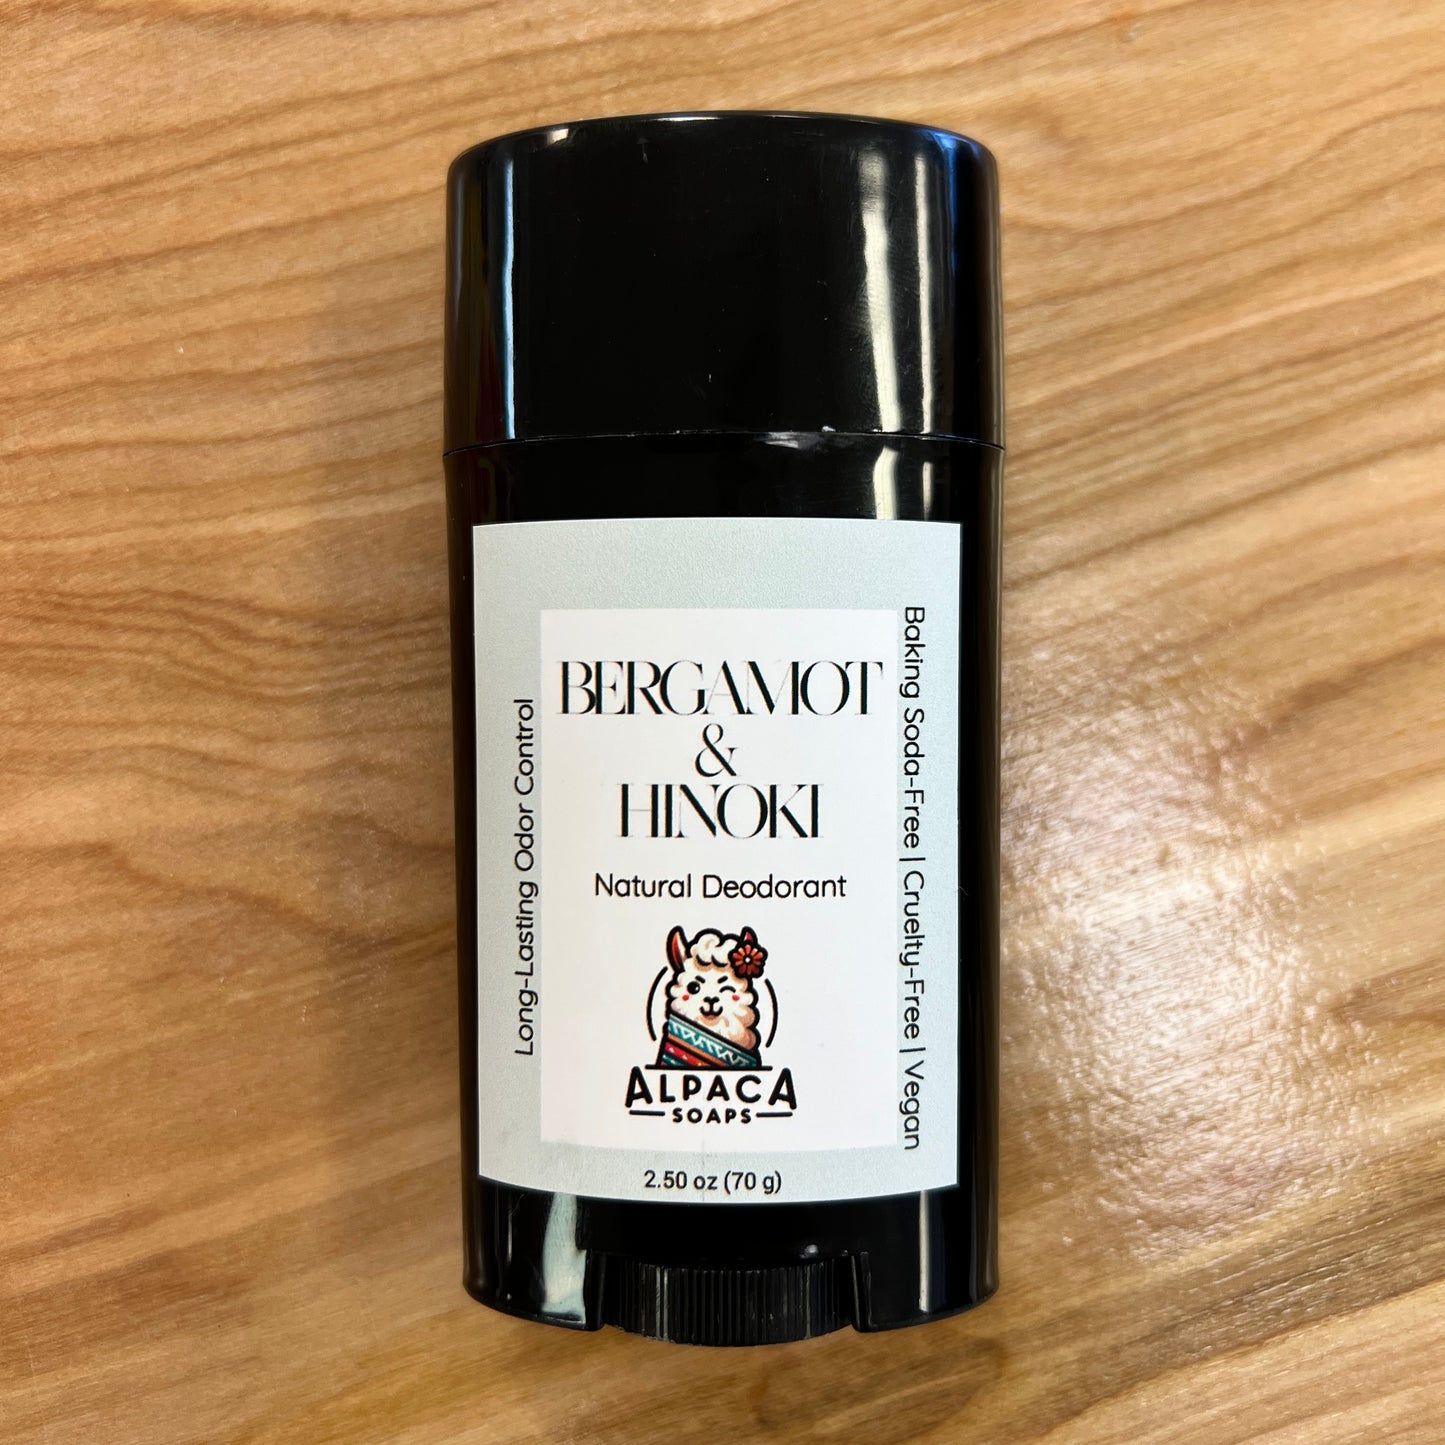 BERGAMOT
&
HINOKI
Natural Deodorant
ALPACA
SOAPS
2.50 oz (70 g)
Long-Lasting Odor Control
Baking Soda-Free | Cruelty-Free | Vegan